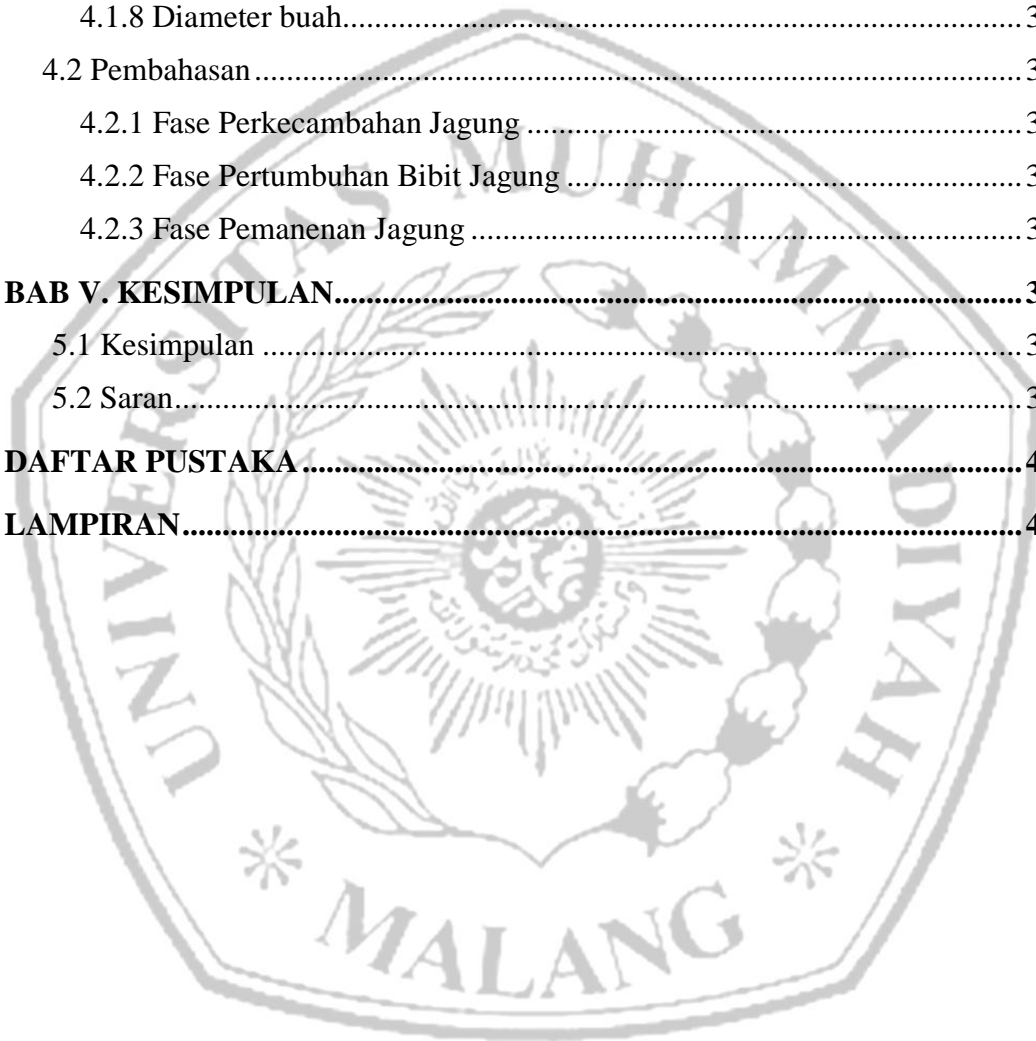 4.1.8 Diameter buah.......................................................................................... 3
4.2 Pembahasan.................................................................................................. 3
4.2.1 Fase Perkecambahan Jagung.................................................................. 3
4.2.2 Fase Pertumbuhan Bibit Jagung............................................................. 3
4.2.3 Fase Pemanenan Jagung........................................................................ 3
BAB V. KESIMPULAN..................................................................................... 3
5.1 Kesimpulan................................................................................................... 3
5.2 Saran............................................................................................................. 3
DAFTAR PUSTAKA......................................................................................... 4
LAMPIRAN....................................................................................................... 4
UNIVERSITAS MUHAMMADIYAH
MALANG